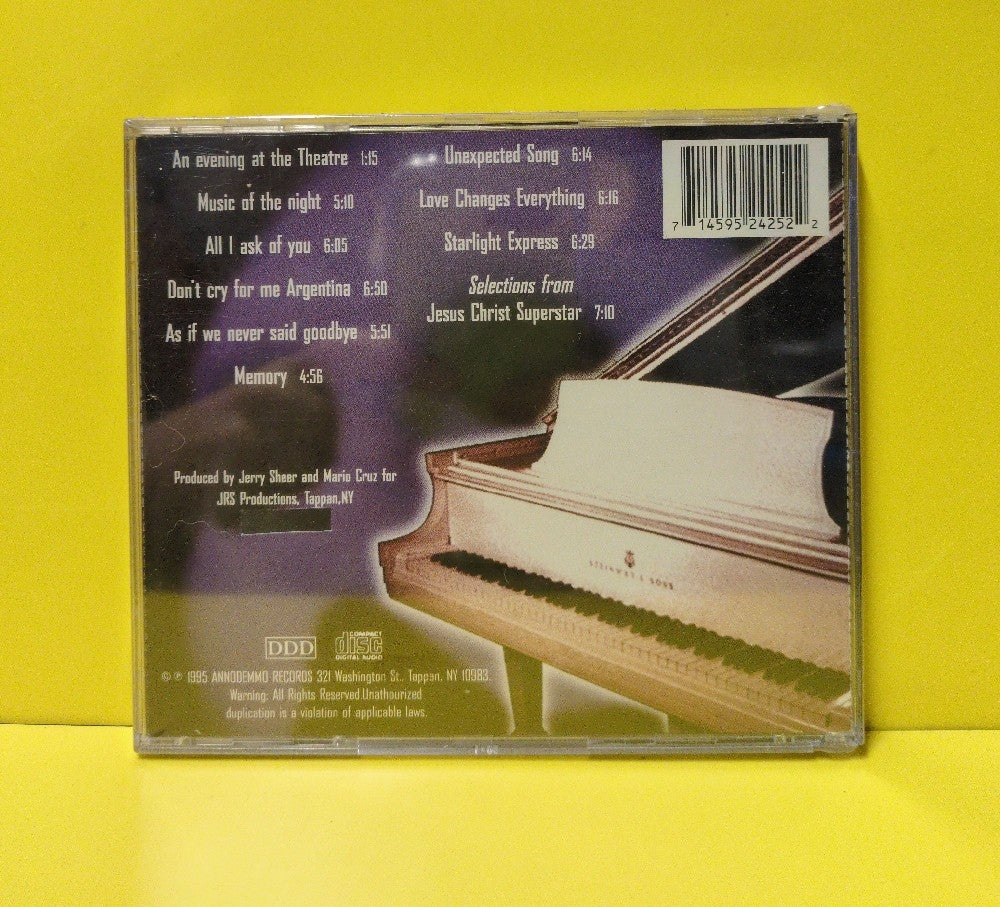 An evening at the Theatre 1:15
Music of the night 5:10
All I ask of you 6:05
Don't cry for me Argentina 6:50
As if we never said goodbye 5:51
Memory 4:56
Unexpected Song 6:14
Love Changes Everything 6:16
Starlight Express 6:29
Selections from
Jesus Christ Superstar 7:10
7 14595 24252 2
Produced by Jerry Sheer and Mario Cruz for
JRS Productions, Tappan,NY
STEINWAY & SONS
DDD
COMPACT
disc
DIGITAL AUDIO
© ℗ 1995 ANNODEMMO RECORDS 321 Washington St., Tappan, NY 10983.
Warning: All Rights Reserved.Unathourized
duplication is a violation of applicable laws.